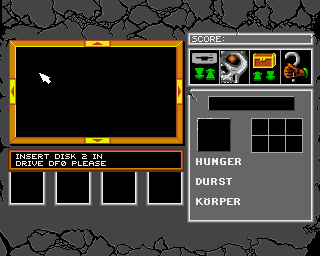 SCORE:
INSERT DISK 2 IN
DRIVE DF0 PLEASE
HUNGER
DURST
KÖRPER